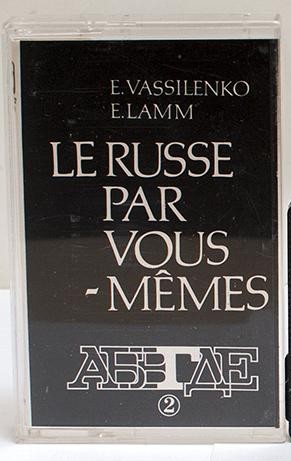 E. VASSILENKO
E. LAMM
LE RUSSE
PAR
VOUS
-MÊMES
АБВГДЕ
2